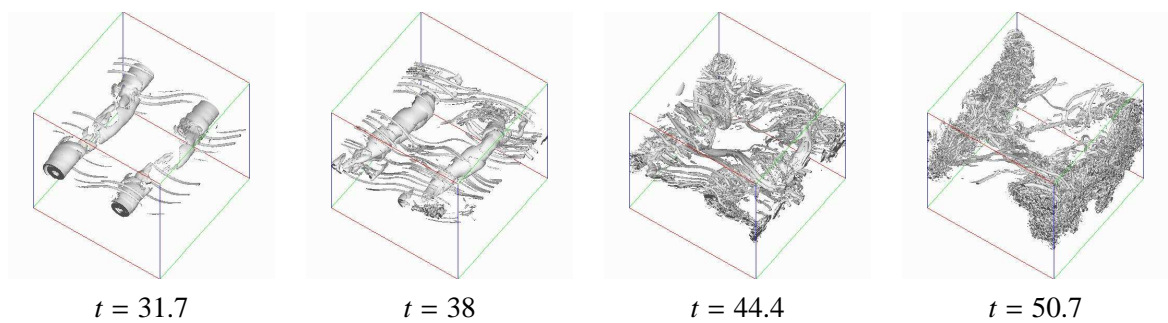 t = 31.7
t = 38
t = 44.4
t = 50.7